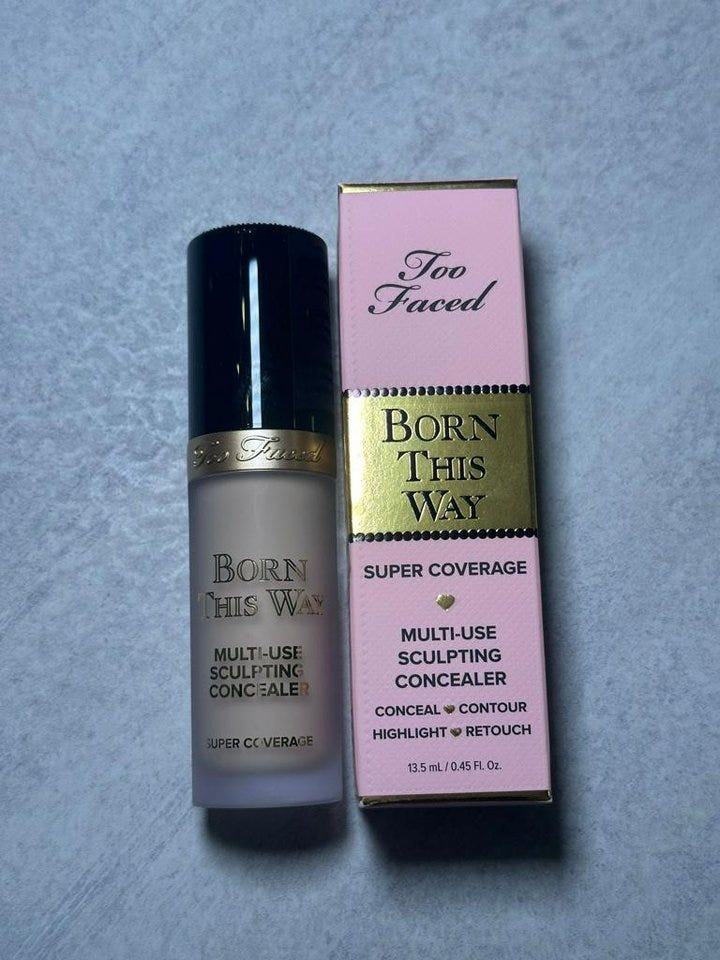 Too Faced
BORN
THIS WAY
MULTI-USE
SCULPTING
CONCEALER
SUPER COVERAGE
Too
Faced
BORN
THIS
WAY
SUPER COVERAGE
MULTI-USE
SCULPTING
CONCEALER
CONCEAL CONTOUR
HIGHLIGHT RETOUCH
13.5 mL / 0.45 Fl. Oz.